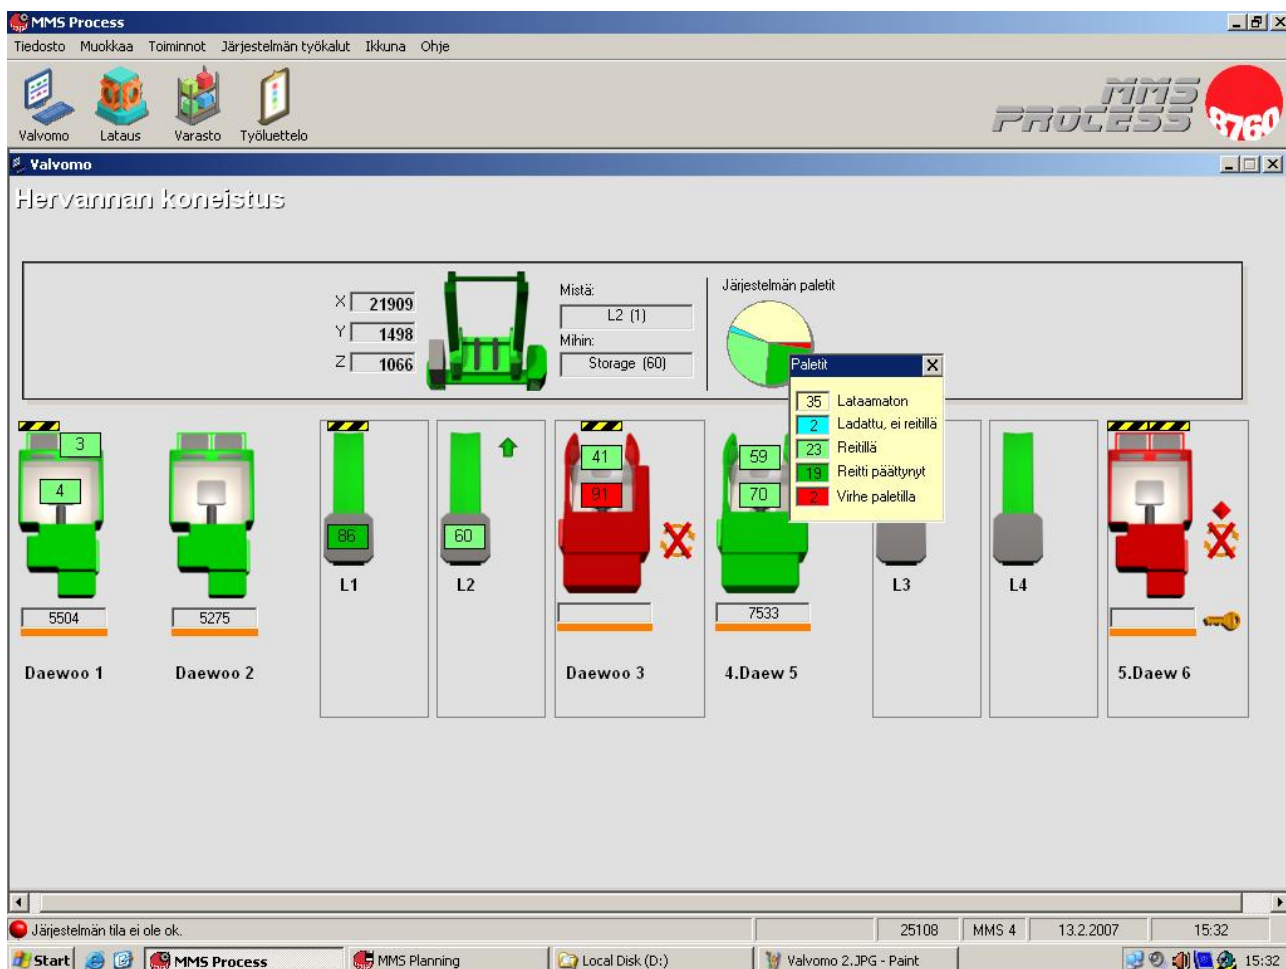 MMS Process
Tiedosto Muokkaa Toiminnot Järjestelmän työkalut Ikkuna Ohje
Valvomo Lataus Varasto Työluettelo
MMS
PROCESS
8760
Valvomo
Hervannan koneistus
X 21909
Y 1498
Z 1066
Mistä:
L2 (1)
Mihin:
Storage (60)
Järjestelmän paletit
Paletit
35 Lataamaton
2 Ladattu, ei reitillä
23 Reitillä
19 Reitti päättynyt
2 Virhe paletilla
3
4
86
60
41
91
59
70
L1
L2
L3
L4
5504
5275
7533
Daewoo 1
Daewoo 2
Daewoo 3
4.Daew 5
5.Daew 6
Järjestelmän tila ei ole ok.
25108
MMS 4
13.2.2007
15:32
Start
MMS Process
MMS Planning
Local Disk (D:)
Valvomo 2.JPG - Paint
15:32